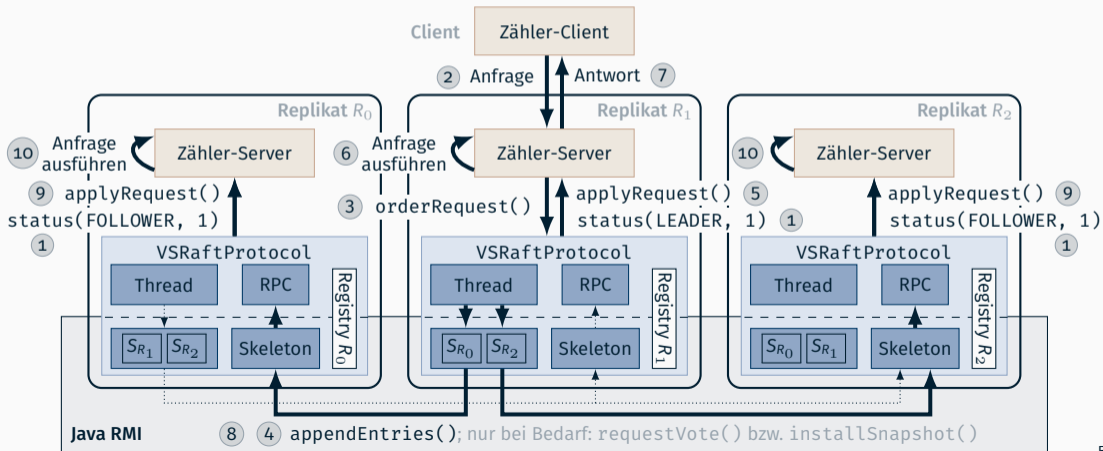 Client
Zähler-Client
2 Anfrage
Antwort 7
Replikat R0
Replikat R1
Replikat R2
10 Anfrage ausführen
Zähler-Server
6 Anfrage ausführen
Zähler-Server
10
Zähler-Server
9 applyRequest()
status(FOLLOWER, 1)
1
3 orderRequest()
applyRequest() 5
status(LEADER, 1) 1
applyRequest() 9
status(FOLLOWER, 1)
1
VSRaftProtocol
Thread
RPC
SR1 SR2
Skeleton
Registry R0
VSRaftProtocol
Thread
RPC
SR0 SR2
Skeleton
Registry R1
VSRaftProtocol
Thread
RPC
SR0 SR1
Skeleton
Registry R2
Java RMI
8 4 appendEntries(); nur bei Bedarf: requestVote() bzw. installSnapshot()